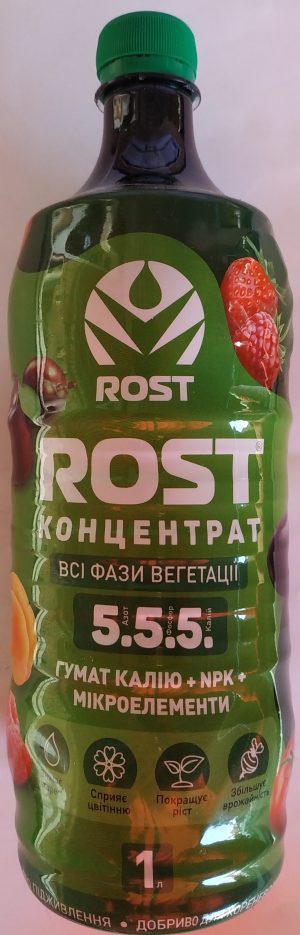 ROST
ROST®
КОНЦЕНТРАТ
ВСІ ФАЗИ ВЕГЕТАЦІЇ
5.5.5.
Азот
Фосфор
Калій
ГУМАТ КАЛІЮ + NPK +
МІКРОЕЛЕМЕНТИ
Сприяє
цвітінню
Покращує
ріст
Збільшує
врожайність
1 л
ПІДЖИВЛЕННЯ • ДОБРИВО ДЛЯ